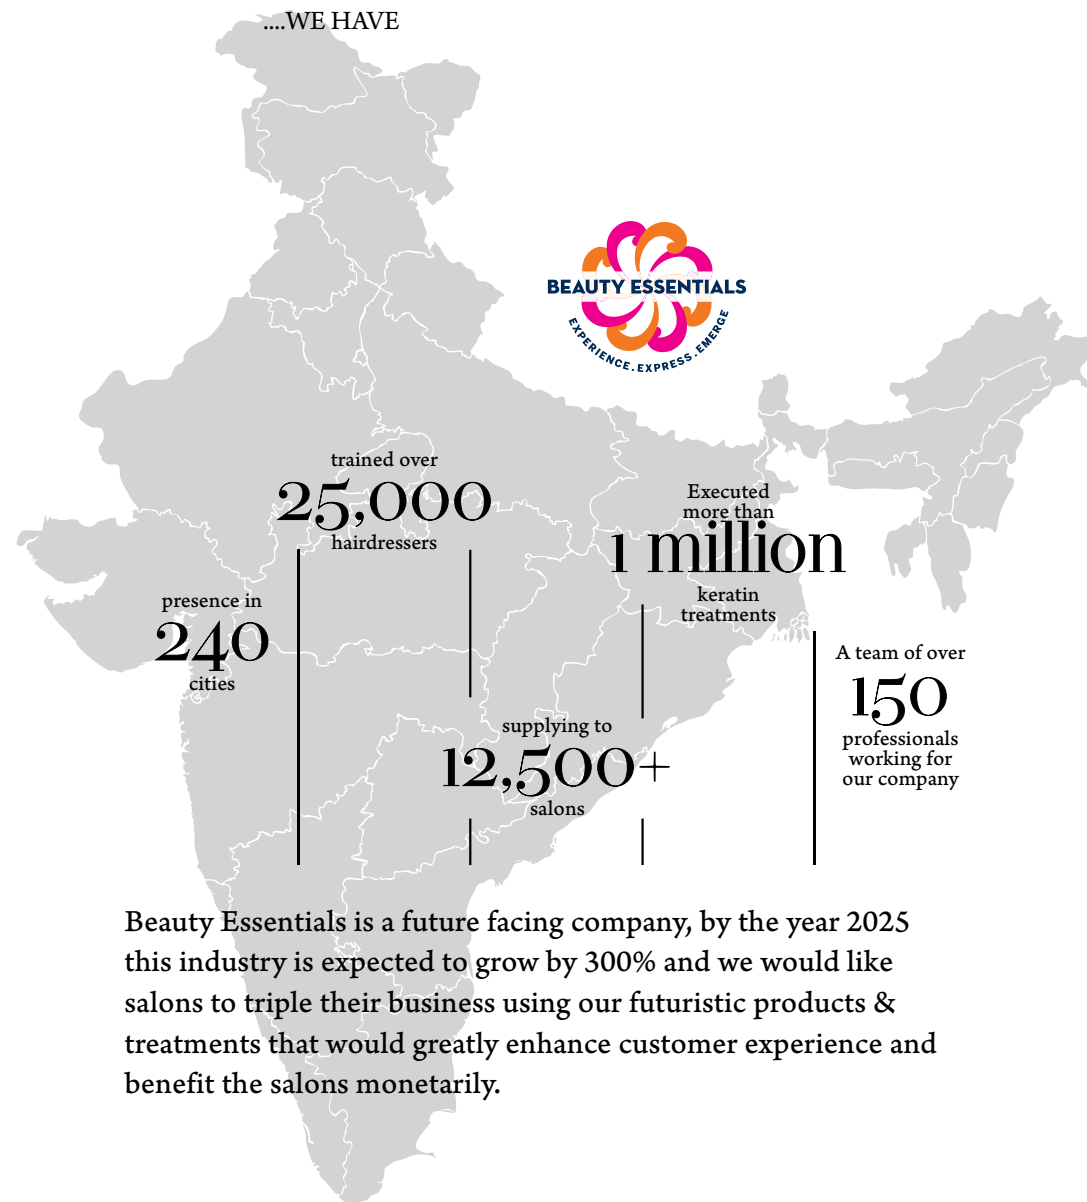 ....WE HAVE
BEAUTY ESSENTIALS
EXPERIENCE.EXPRESS.EMERGE
trained over
25,000
hairdressers
Executed
more than
1 million
keratin
treatments
presence in
240
cities
A team of over
150
professionals
working for
our company
supplying to
12,500+
salons
Beauty Essentials is a future facing company, by the year 2025
this industry is expected to grow by 300% and we would like
salons to triple their business using our futuristic products &
treatments that would greatly enhance customer experience and
benefit the salons monetarily.